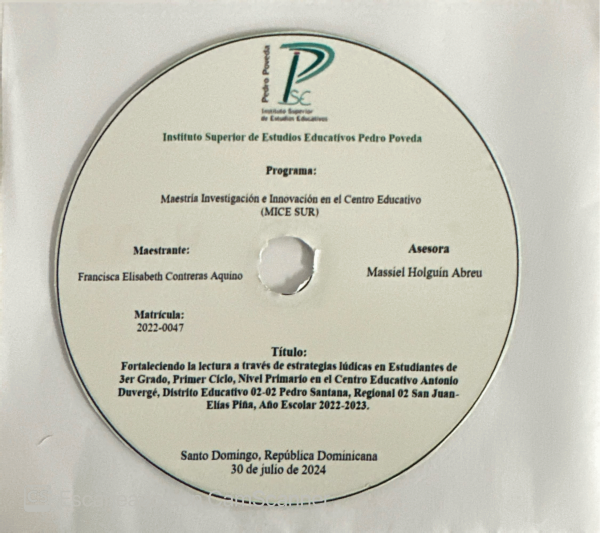 Pedro Poveda
ISE
Instituto Superior
de Estudios Educativos
Instituto Superior de Estudios Educativos Pedro Poveda
Programa:
Maestría Investigación e Innovación en el Centro Educativo
(MICE SUR)
Maestrante:
Francisca Elisabeth Contreras Aquino
Asesora
Massiel Holguín Abreu
Matrícula:
2022-0047
Título:
Fortaleciendo la lectura a través de estrategias lúdicas en Estudiantes de
3er Grado, Primer Ciclo, Nivel Primario en el Centro Educativo Antonio
Duvergé, Distrito Educativo 02-02 Pedro Santana, Regional 02 San Juan-
Elías Piña, Año Escolar 2022-2023.
Santo Domingo, República Dominicana
30 de julio de 2024
CamScanner